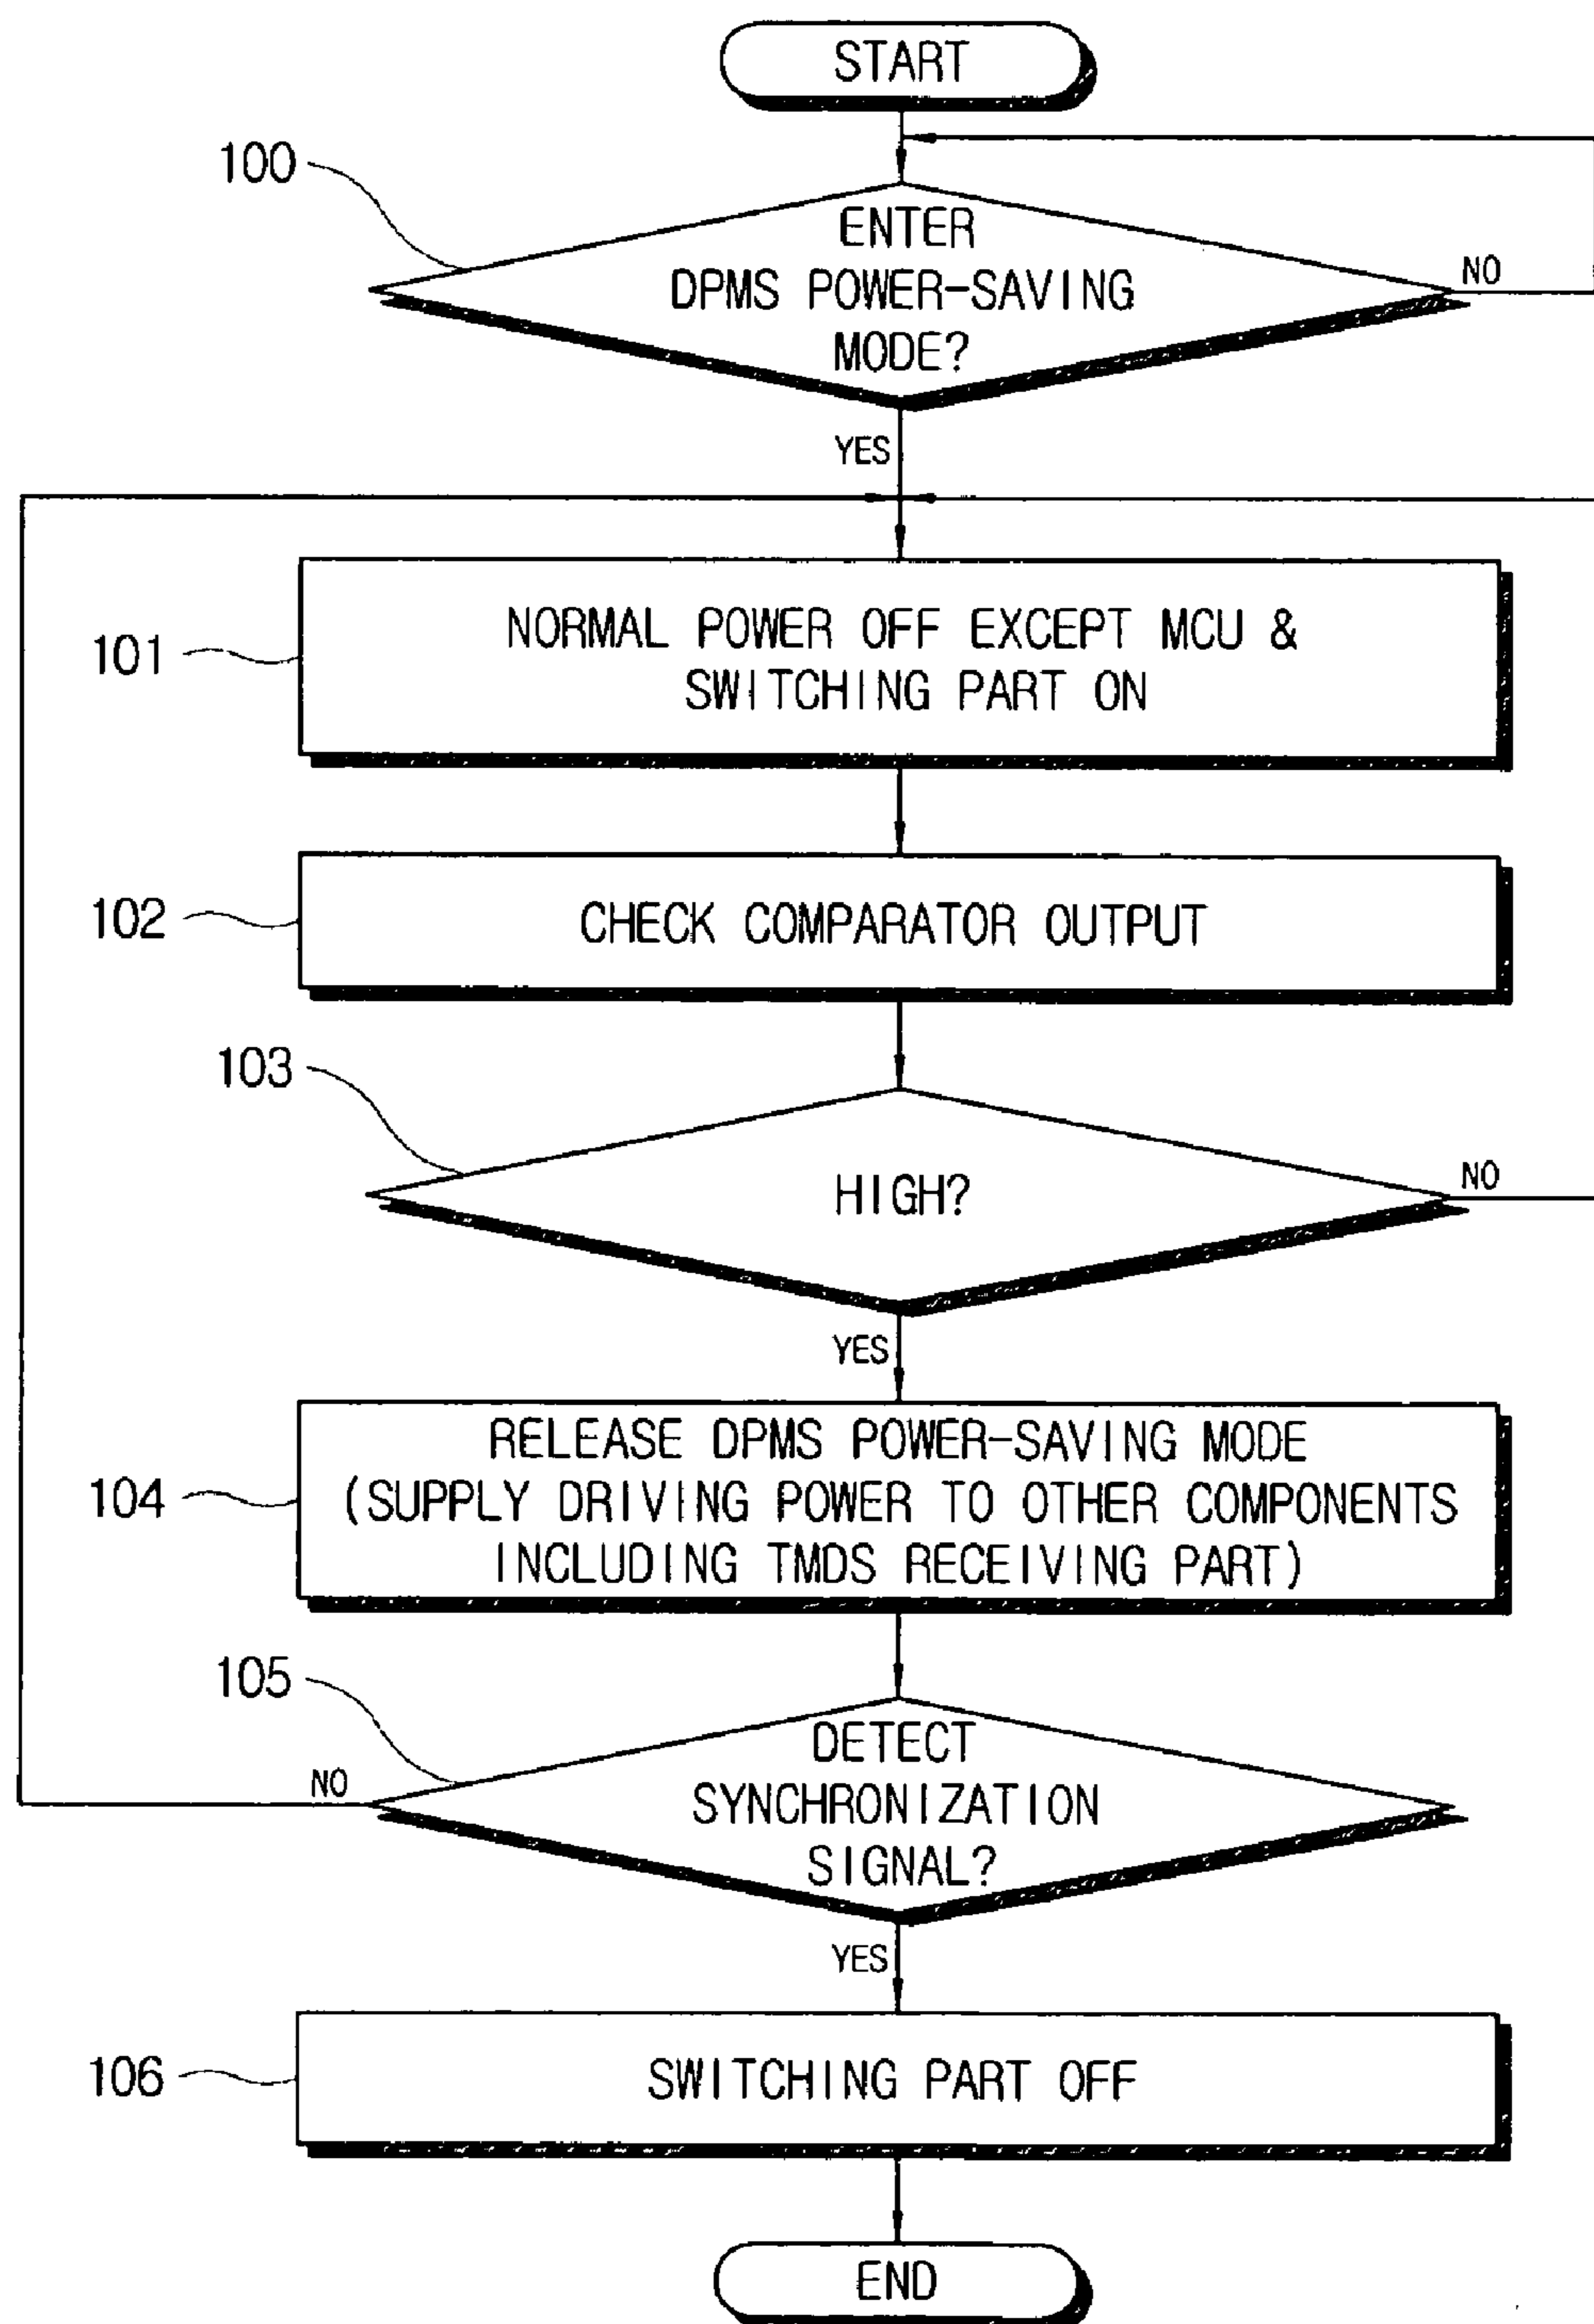 START
100
ENTER
DPMS POWER-SAVING
MODE?
NO
YES
101
NORMAL POWER OFF EXCEPT MCU &
SWITCHING PART ON
102
CHECK COMPARATOR OUTPUT
103
HIGH?
NO
YES
104
RELEASE DPMS POWER-SAVING MODE
(SUPPLY DRIVING POWER TO OTHER COMPONENTS
INCLUDING TMDS RECEIVING PART)
105
DETECT
SYNCHRONIZATION
SIGNAL?
NO
YES
106
SWITCHING PART OFF
END